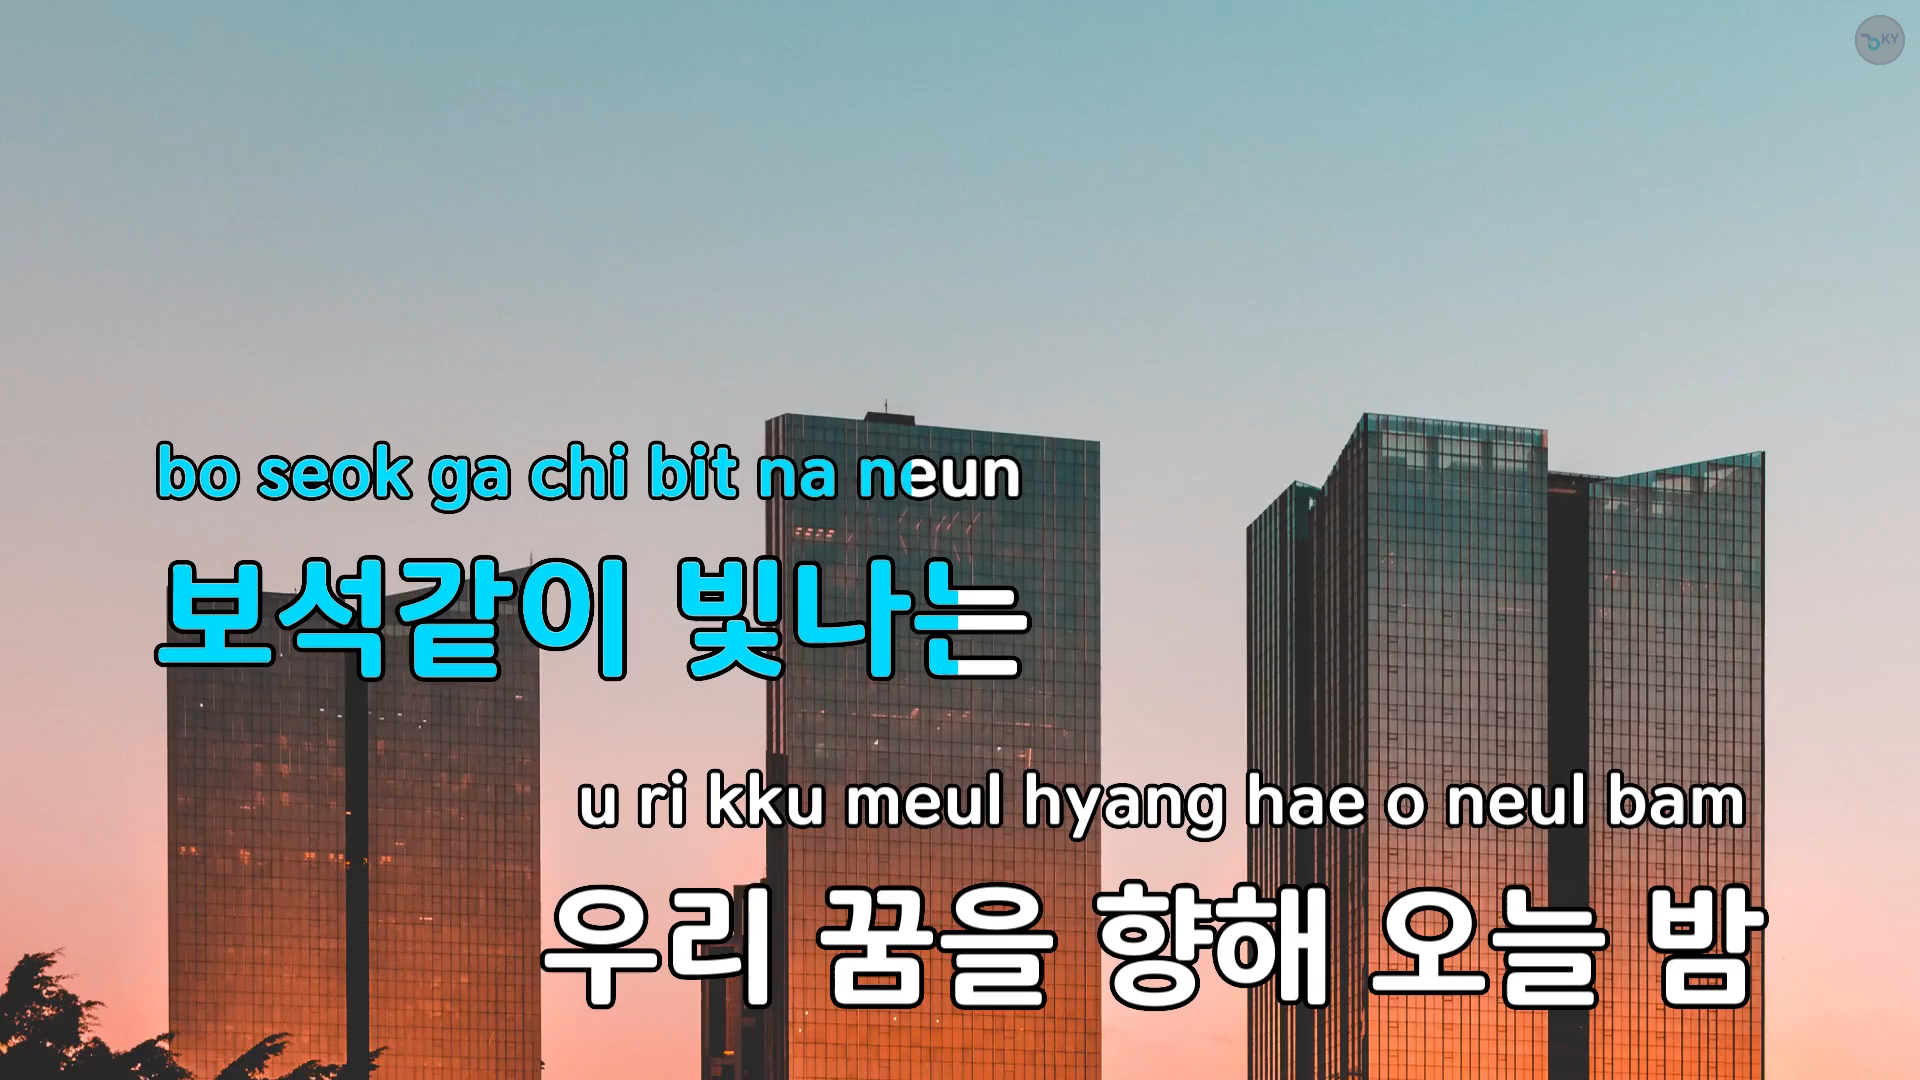 KY
bo seok ga chi bit na neun
보석같이 빛나는
u ri kku meul hyang hae o neul bam
우리 꿈을 향해 오늘 밤